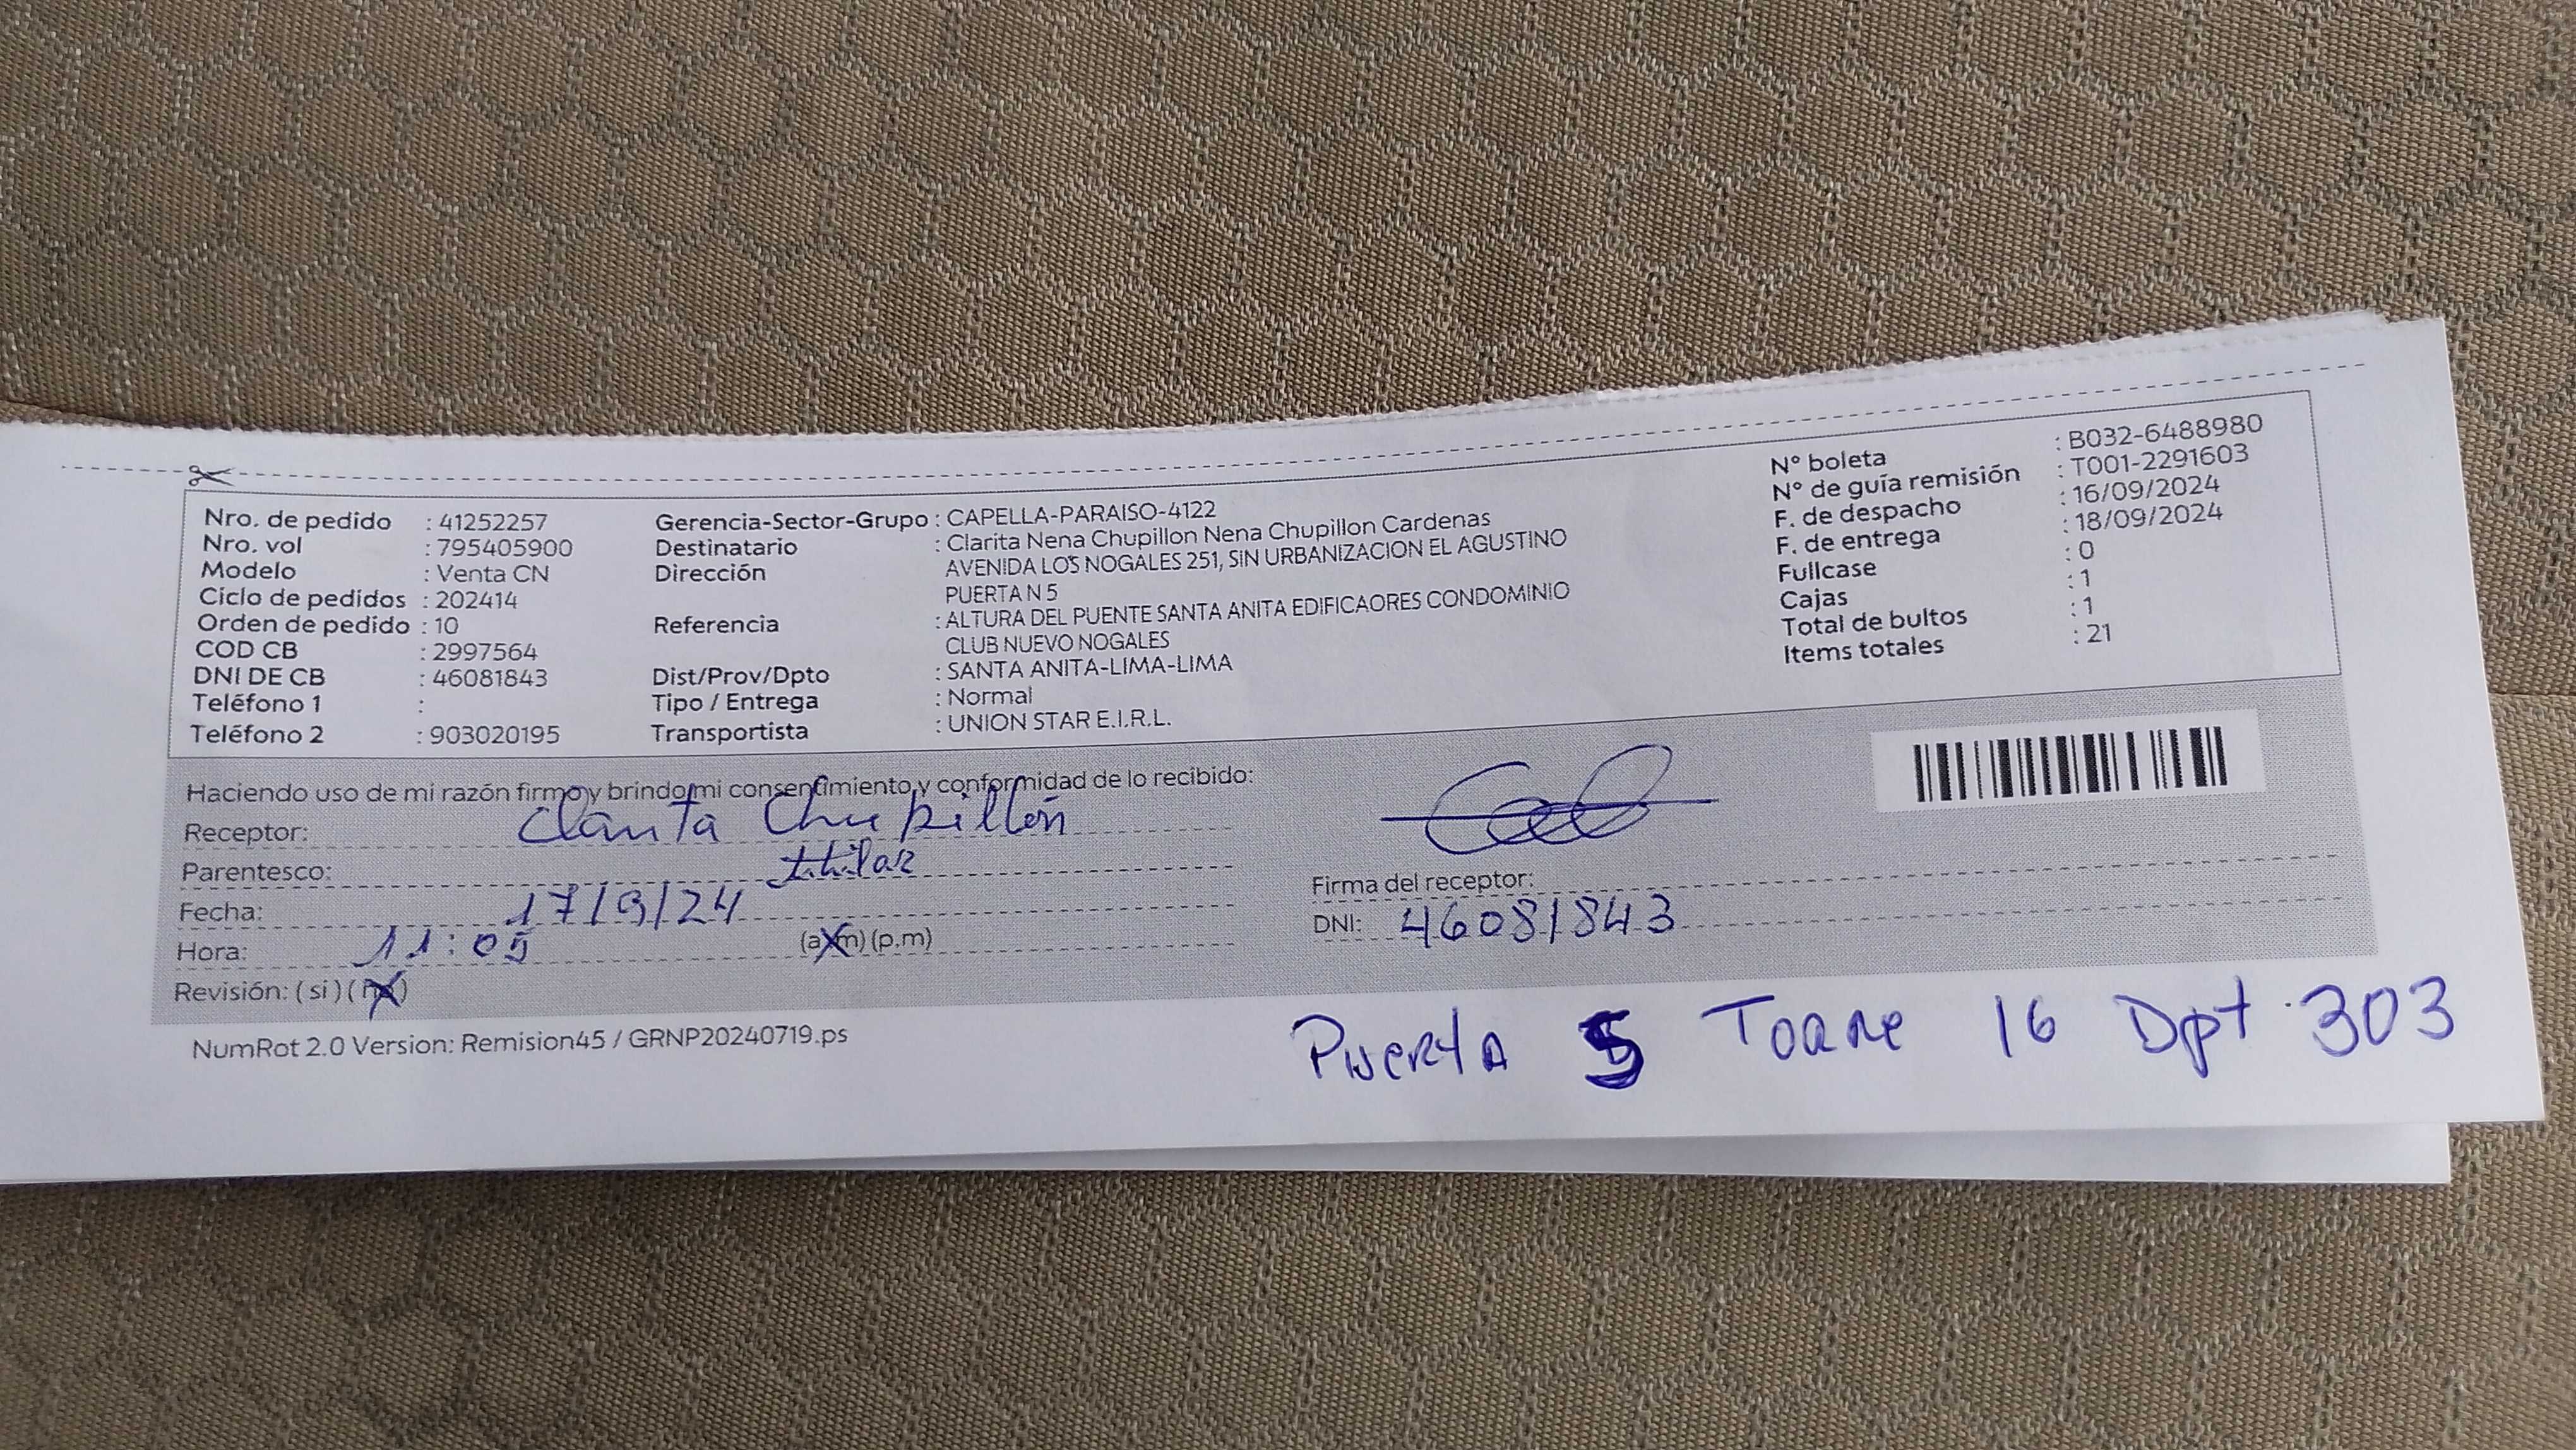 Nro. de pedido : 41252257
Nro. vol : 795405900
Modelo : Venta CN
Ciclo de pedidos : 202414
Orden de pedido : 10
COD CB : 2997564
DNI DE CB : 46081843
Teléfono 1 :
Teléfono 2 : 903020195
Gerencia-Sector-Grupo : CAPELLA-PARAISO-4122
Destinatario : Clarita Nena Chupillon Nena Chupillon Cardenas
Dirección AVENIDA LOS NOGALES 251, SIN URBANIZACION EL AGUSTINO
PUERTA N 5
Referencia : ALTURA DEL PUENTE SANTA ANITA EDIFICAORES CONDOMINIO
CLUB NUEVO NOGALES
Dist/Prov/Dpto : SANTA ANITA-LIMA-LIMA
Tipo / Entrega : Normal
Transportista : UNION STAR E.I.R.L.
N° boleta : B032-6488980
N° de guía remisión : T001-2291603
F. de despacho : 16/09/2024
F. de entrega : 18/09/2024
Fullcase : 0
Cajas : 1
Total de bultos : 1
Items totales : 21
Haciendo uso de mi razón firmo y brindo mi consentimiento y conformidad de lo recibido:
Receptor: Clarita Chupillón
Parentesco: titular
Fecha: 17/9/24
Hora: 11:05 (a.m) (p.m)
Revisión: (si) (no)
Firma del receptor:
DNI: 46081843
NumRot 2.0 Version: Remision45 / GRNP20240719.ps
Puerta 5 Torre 16 Dpt 303